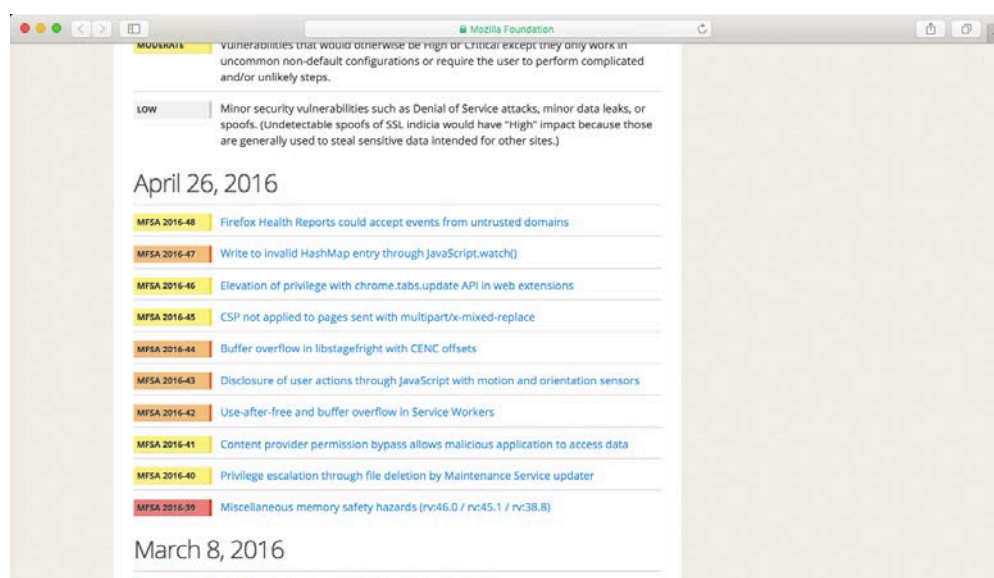 Mozilla Foundation
MODERATE
Vulnerabilities that would otherwise be High or Critical except they only work in
uncommon non-default configurations or require the user to perform complicated
and/or unlikely steps.
LOW
Minor security vulnerabilities such as Denial of Service attacks, minor data leaks, or
spoofs. (Undetectable spoofs of SSL indicia would have "High" impact because those
are generally used to steal sensitive data intended for other sites.)
April 26, 2016
MFSA 2016-48 Firefox Health Reports could accept events from untrusted domains
MFSA 2016-47 Write to invalid HashMap entry through JavaScript.watch()
MFSA 2016-46 Elevation of privilege with chrome.tabs.update API in web extensions
MFSA 2016-45 CSP not applied to pages sent with multipart/x-mixed-replace
MFSA 2016-44 Buffer overflow in libstagefright with CENC offsets
MFSA 2016-43 Disclosure of user actions through JavaScript with motion and orientation sensors
MFSA 2016-42 Use-after-free and buffer overflow in Service Workers
MFSA 2016-41 Content provider permission bypass allows malicious application to access data
MFSA 2016-40 Privilege escalation through file deletion by Maintenance Service updater
MFSA 2016-39 Miscellaneous memory safety hazards (rv:46.0 / rv:45.1 / rv:38.8)
March 8, 2016